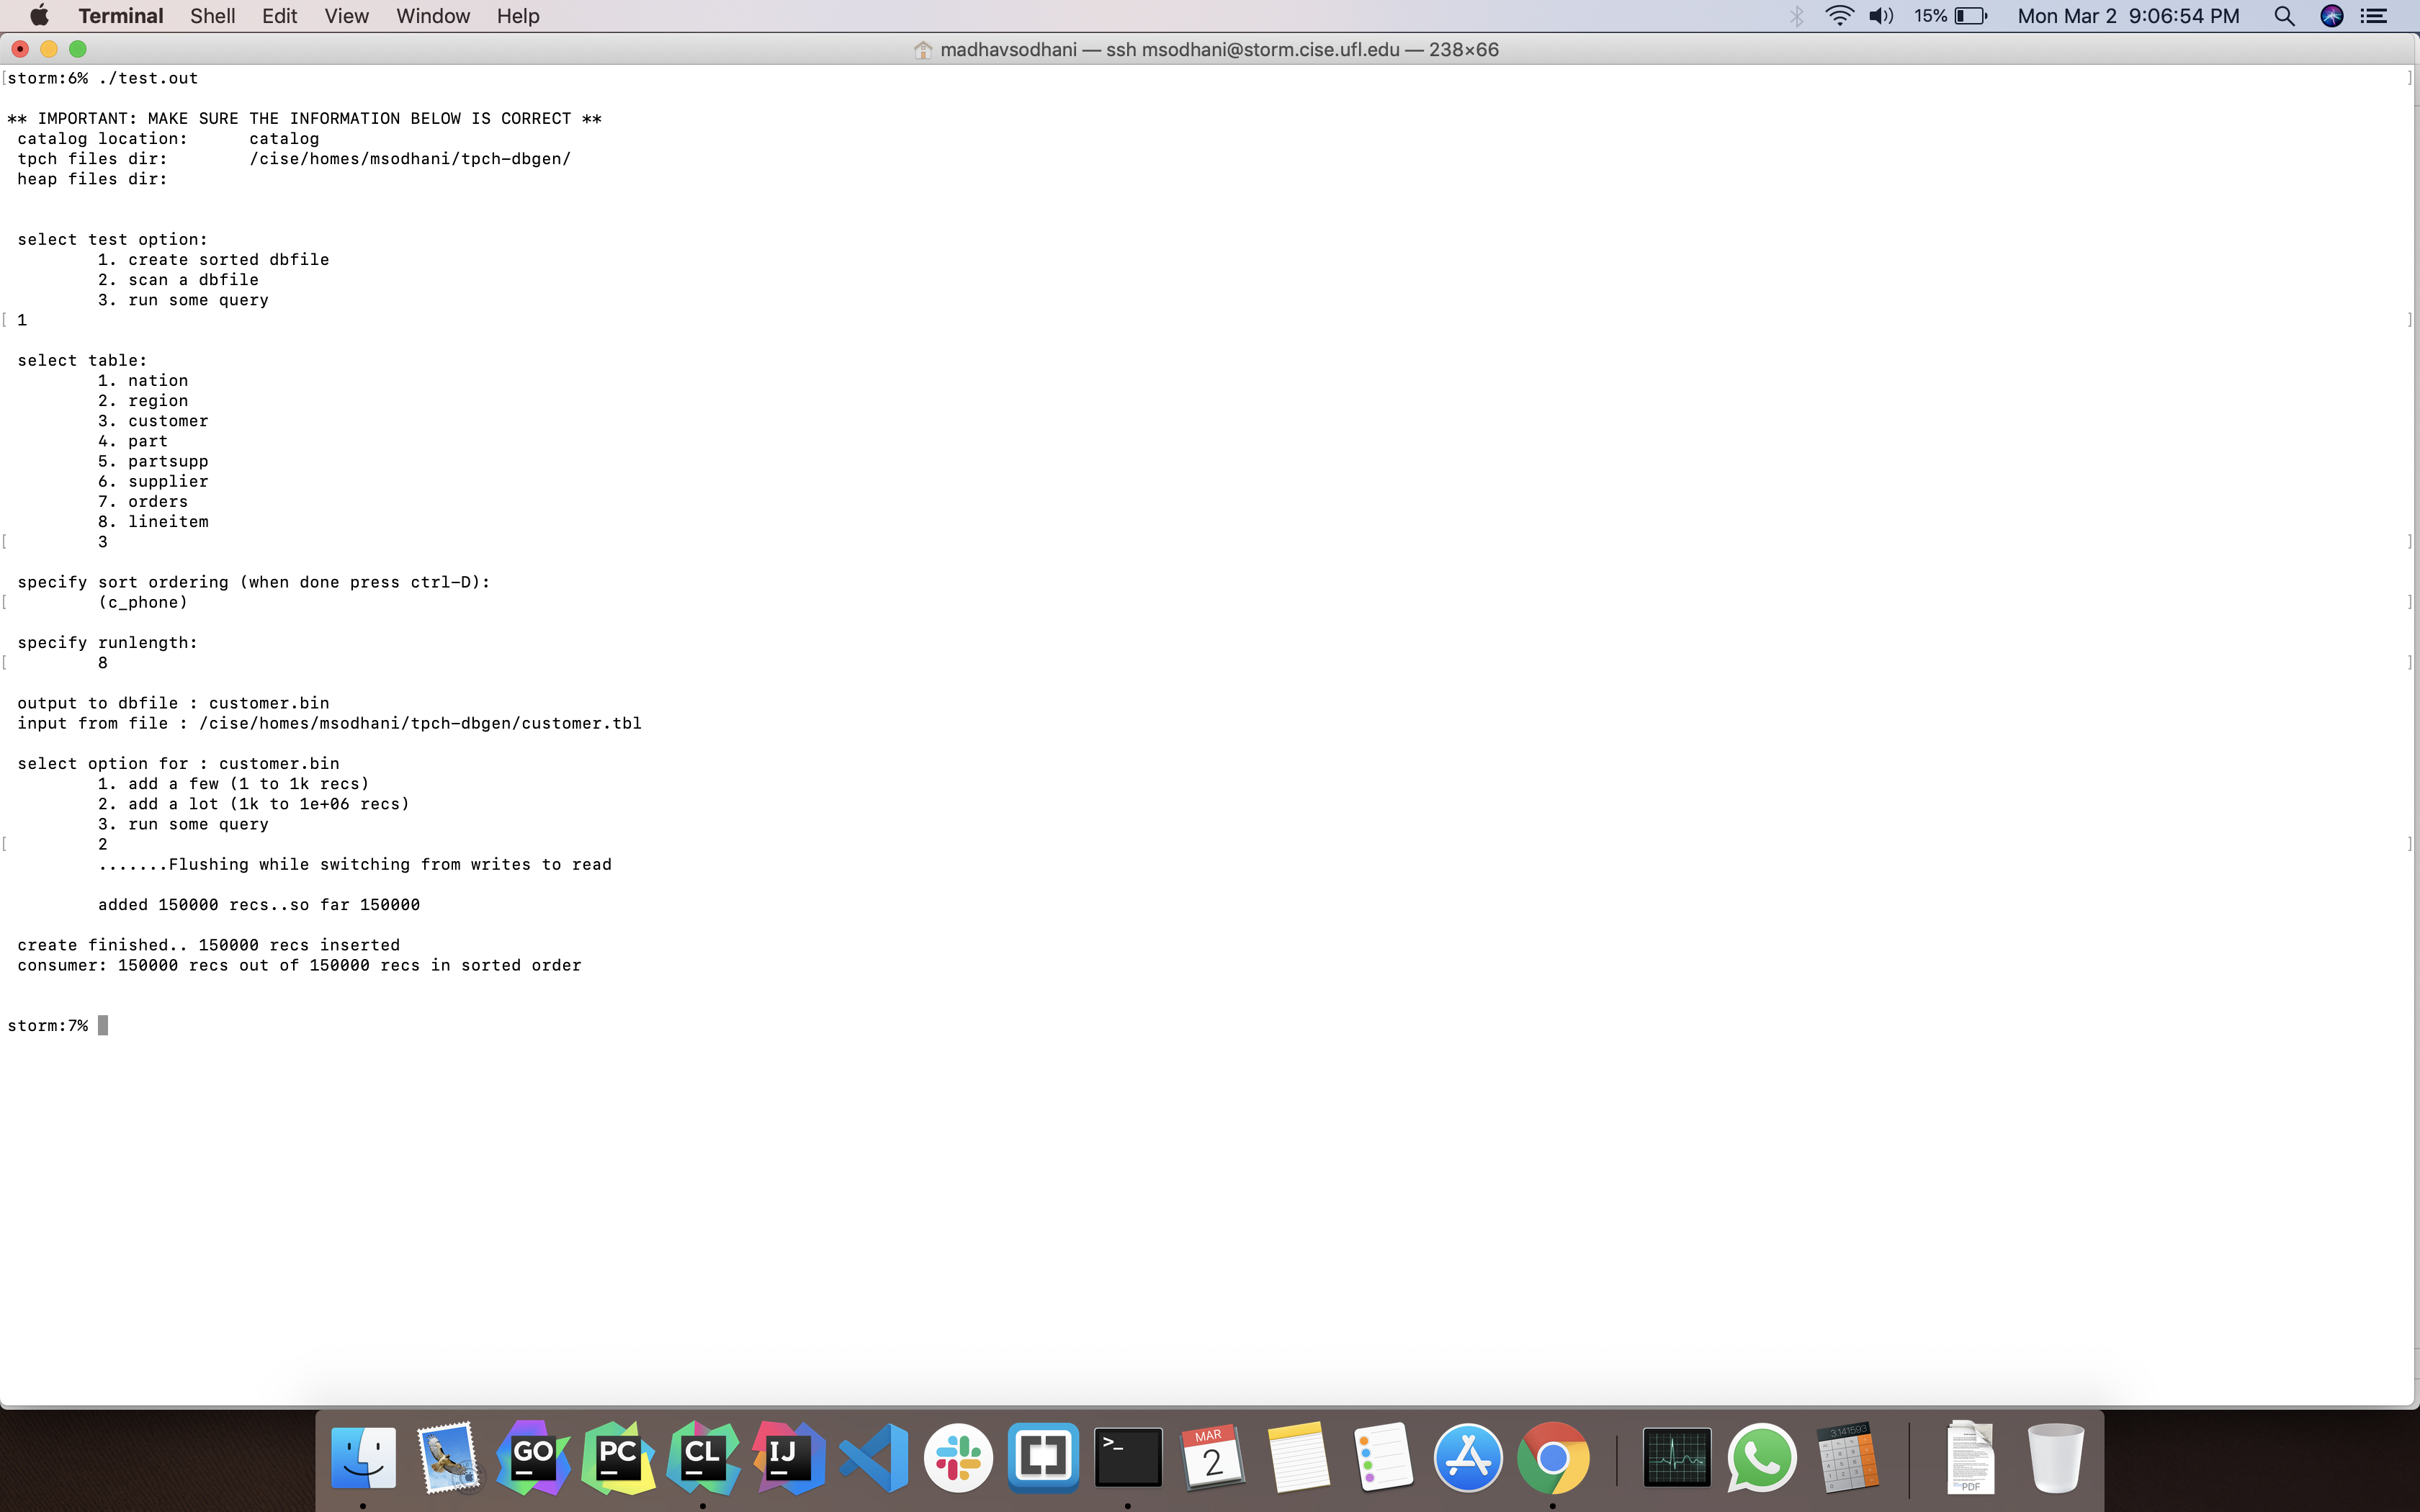 Terminal Shell Edit View Window Help 15% Mon Mar 2 9:06:54 PM
madhavsodhani — ssh msodhani@storm.cise.ufl.edu — 238×66
[storm:6% ./test.out ]
** IMPORTANT: MAKE SURE THE INFORMATION BELOW IS CORRECT **
catalog location: catalog
tpch files dir: /cise/homes/msodhani/tpch-dbgen/
heap files dir:
select test option:
1. create sorted dbfile
2. scan a dbfile
3. run some query
[ 1 ]
select table:
1. nation
2. region
3. customer
4. part
5. partsupp
6. supplier
7. orders
8. lineitem
[ 3 ]
specify sort ordering (when done press ctrl-D):
[ (c_phone) ]
specify runlength:
[ 8 ]
output to dbfile : customer.bin
input from file : /cise/homes/msodhani/tpch-dbgen/customer.tbl
select option for : customer.bin
1. add a few (1 to 1k recs)
2. add a lot (1k to 1e+06 recs)
3. run some query
[ 2 ]
.......Flushing while switching from writes to read
added 150000 recs..so far 150000
create finished.. 150000 recs inserted
consumer: 150000 recs out of 150000 recs in sorted order
storm:7%
GO PC CL IJ >_ MAR 2 3.141593 PDF